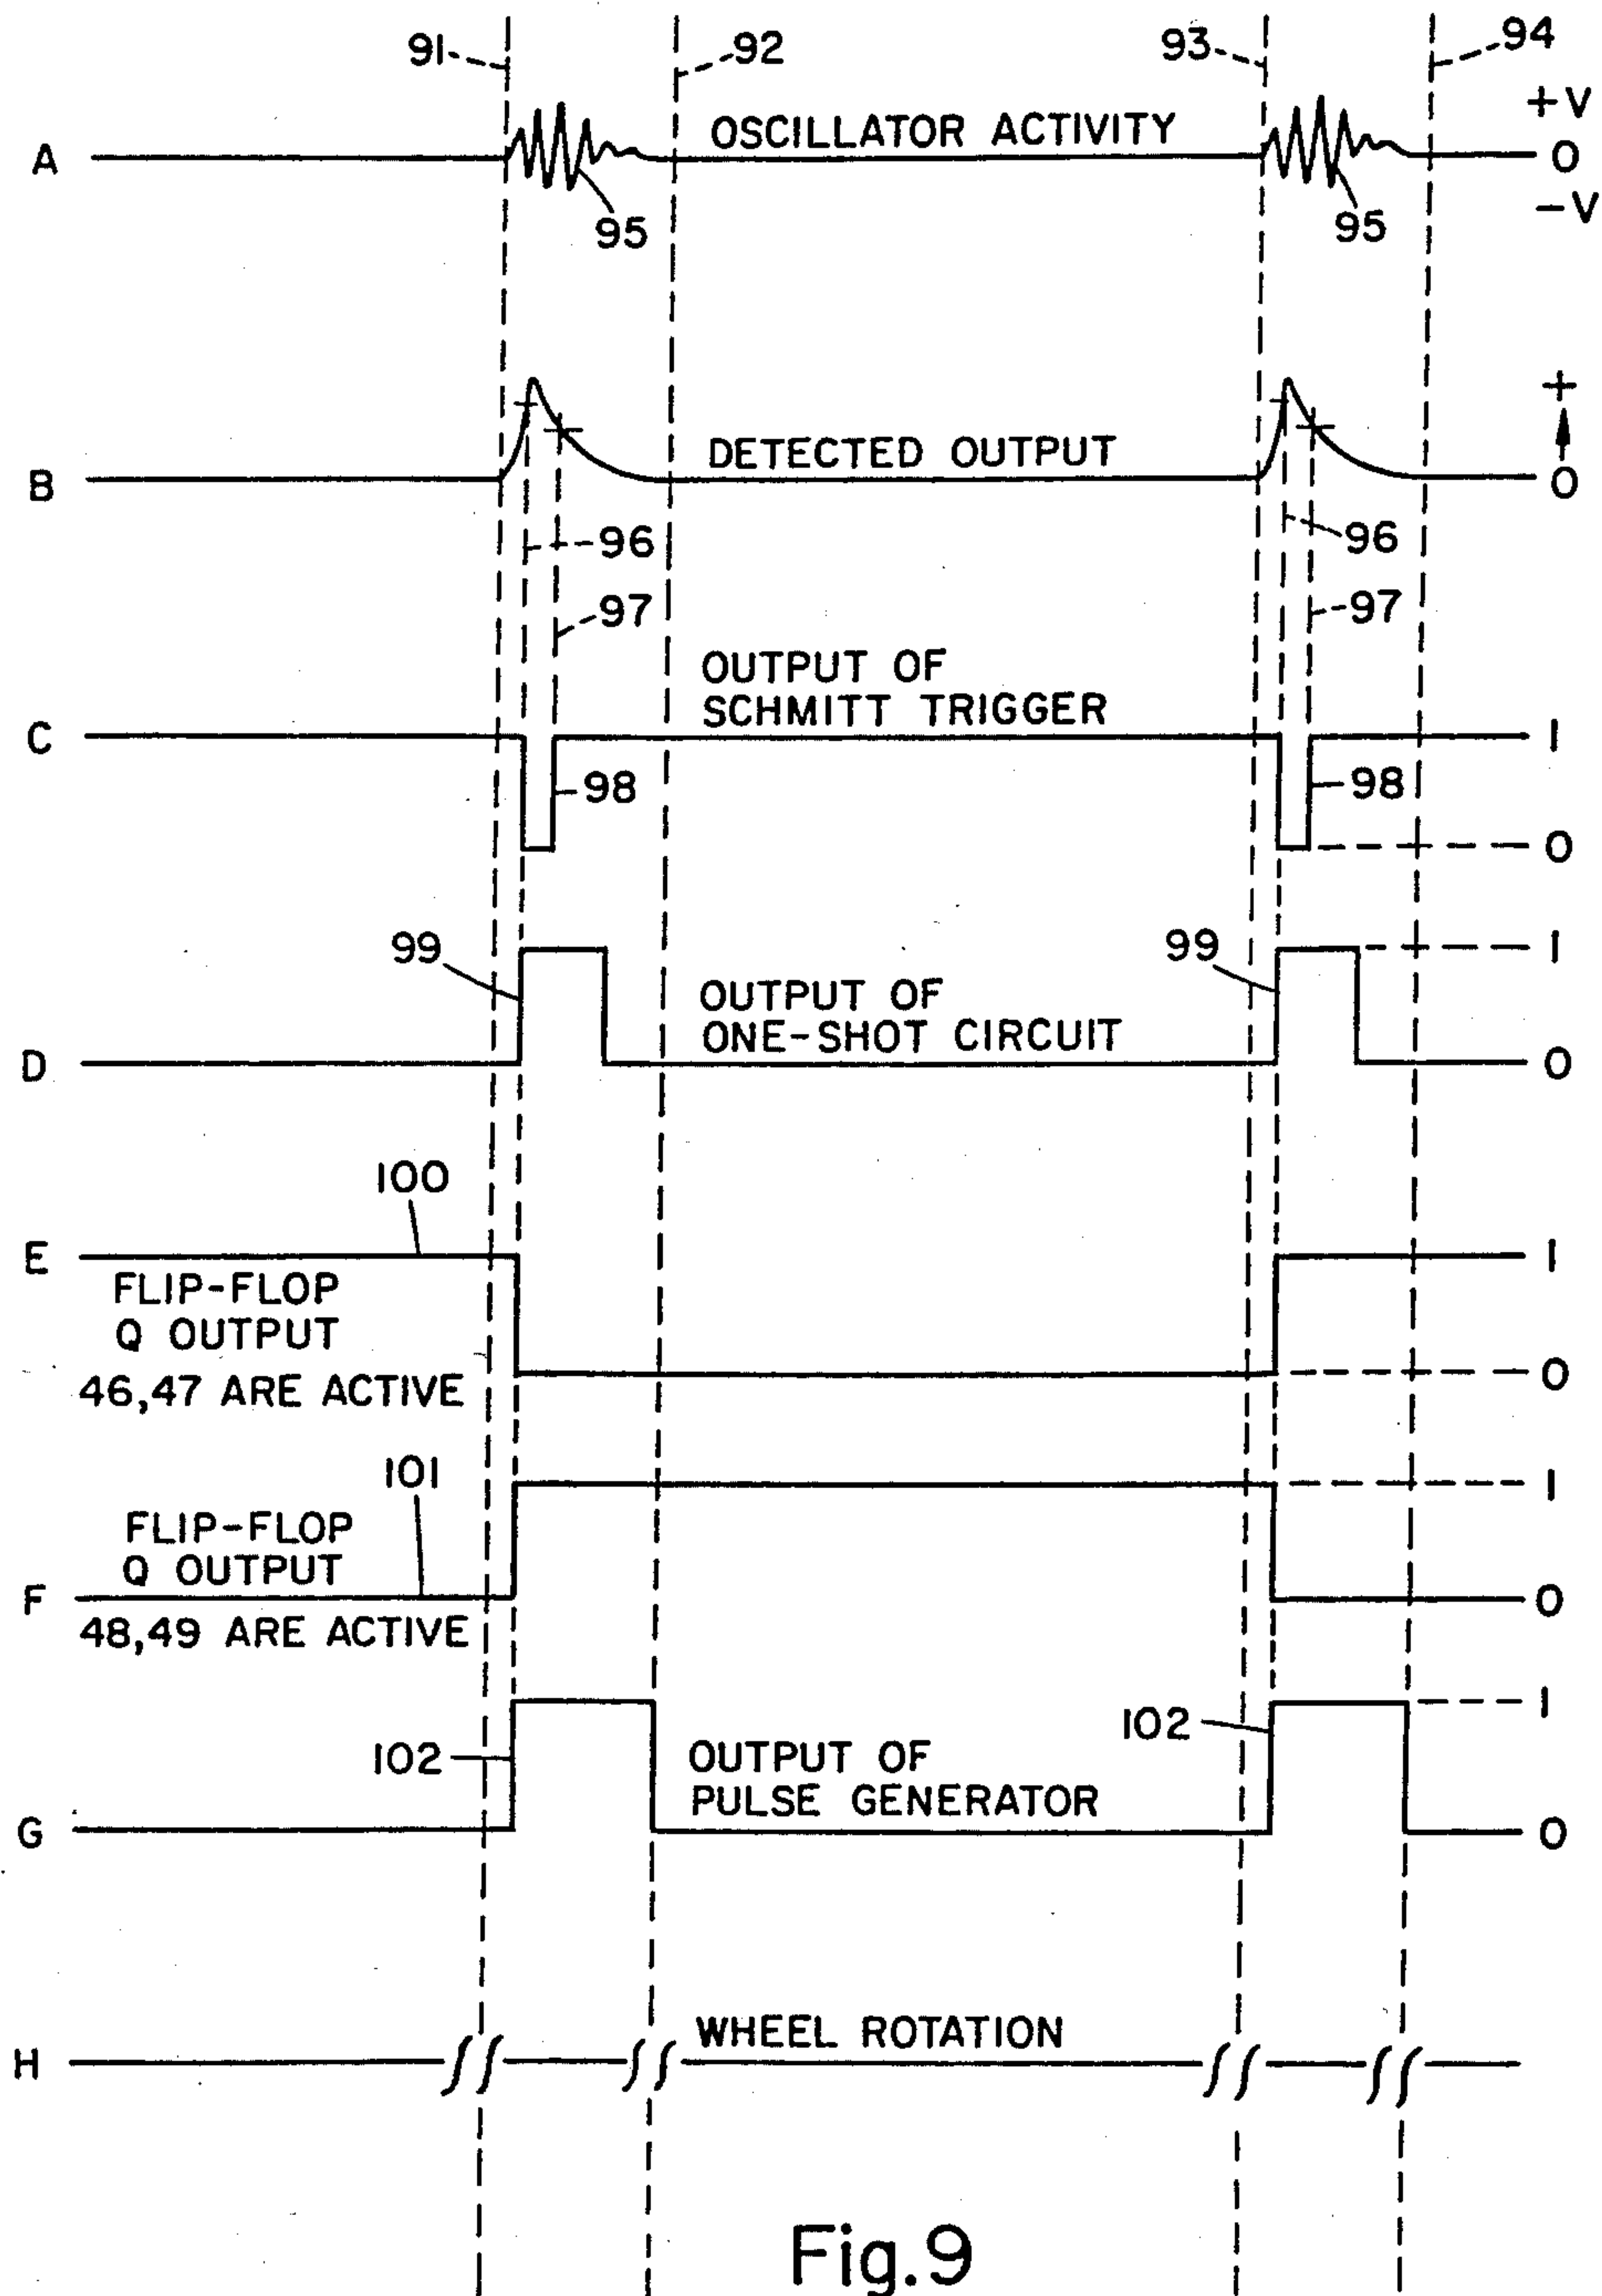 91 92 93 94
+V
A OSCILLATOR ACTIVITY 0
95 95 -V
+
B DETECTED OUTPUT 0
96 96
97 97
OUTPUT OF
SCHMITT TRIGGER
C 1
98 98
0
99 99 1
OUTPUT OF
ONE-SHOT CIRCUIT
D 0
100
E 1
FLIP-FLOP
Q OUTPUT
46,47 ARE ACTIVE 0
101 1
FLIP-FLOP
Q OUTPUT
F 0
48,49 ARE ACTIVE
1
102 102
OUTPUT OF
PULSE GENERATOR
G 0
WHEEL ROTATION
H
Fig.9